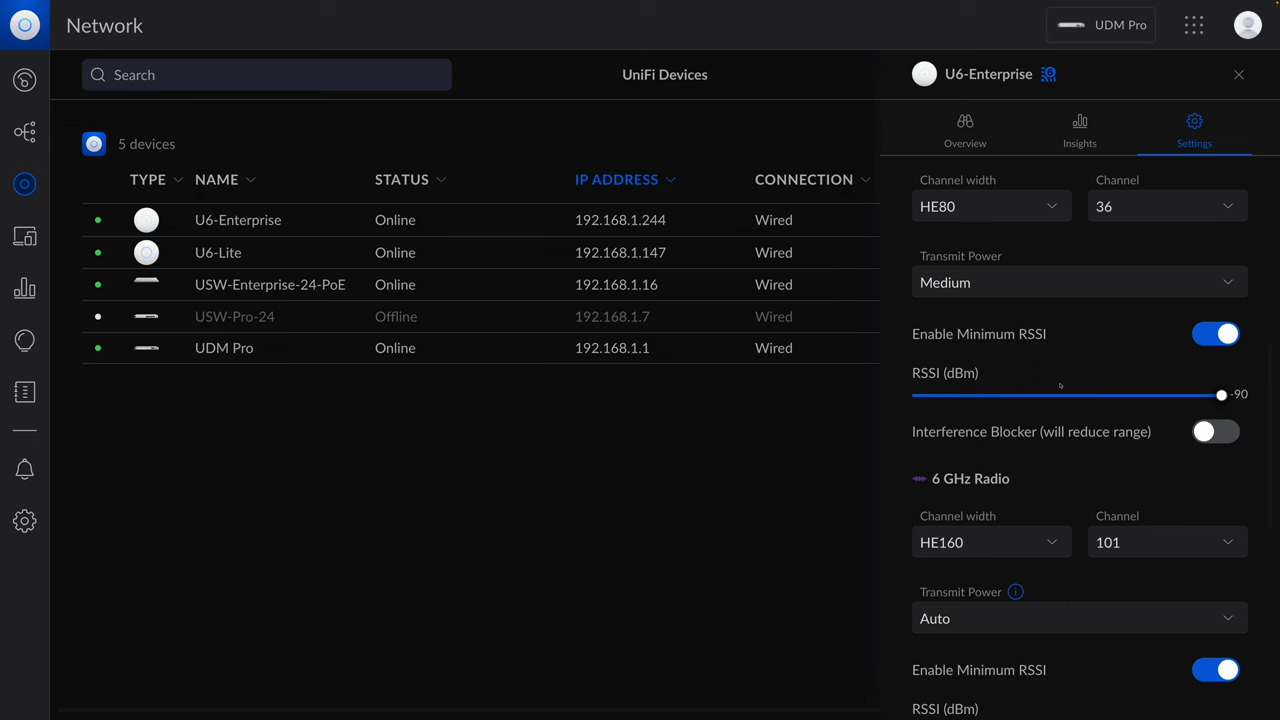 Network
UDM Pro
Search
UniFi Devices
5 devices
TYPE NAME STATUS IP ADDRESS CONNECTION
U6-Enterprise Online 192.168.1.244 Wired
U6-Lite Online 192.168.1.147 Wired
USW-Enterprise-24-PoE Online 192.168.1.16 Wired
USW-Pro-24 Offline 192.168.1.7 Wired
UDM Pro Online 192.168.1.1 Wired
U6-Enterprise
Overview Insights Settings
Channel width Channel
HE80 36
Transmit Power
Medium
Enable Minimum RSSI
RSSI (dBm)
-90
Interference Blocker (will reduce range)
6 GHz Radio
Channel width Channel
HE160 101
Transmit Power
Auto
Enable Minimum RSSI
RSSI (dBm)